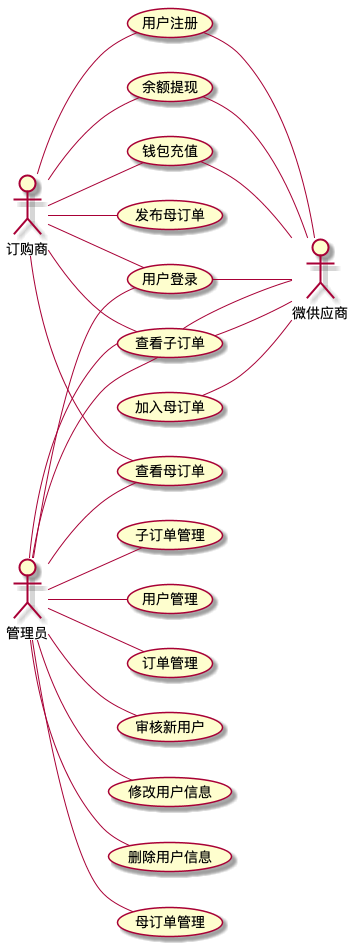 用户注册
余额提现
钱包充值
订购商
发布母订单
用户登录
微供应商
查看子订单
加入母订单
查看母订单
子订单管理
用户管理
管理员
订单管理
审核新用户
修改用户信息
删除用户信息
母订单管理